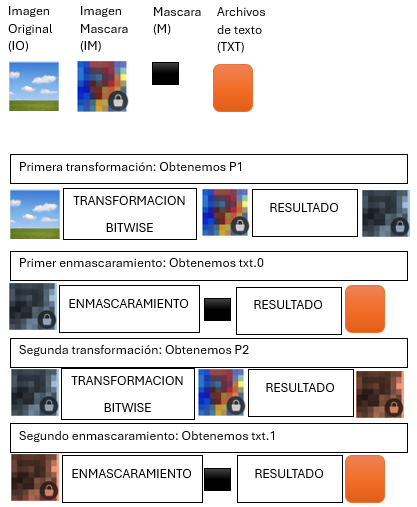 Imagen
Original
(IO)
Imagen
Mascara
(IM)
Mascara
(M)
Archivos
de texto
(TXT)
Primera transformación: Obtenemos P1
TRANSFORMACION
BITWISE
RESULTADO
Primer enmascaramiento: Obtenemos txt.0
ENMASCARAMIENTO
RESULTADO
Segunda transformación: Obtenemos P2
TRANSFORMACION
BITWISE
RESULTADO
Segundo enmascaramiento: Obtenemos txt.1
ENMASCARAMIENTO
RESULTADO